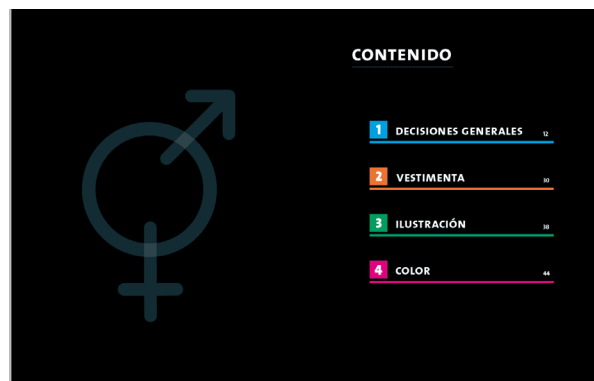 CONTENIDO
1 DECISIONES GENERALES 12
2 VESTIMENTA 30
3 ILUSTRACIÓN 38
4 COLOR 44